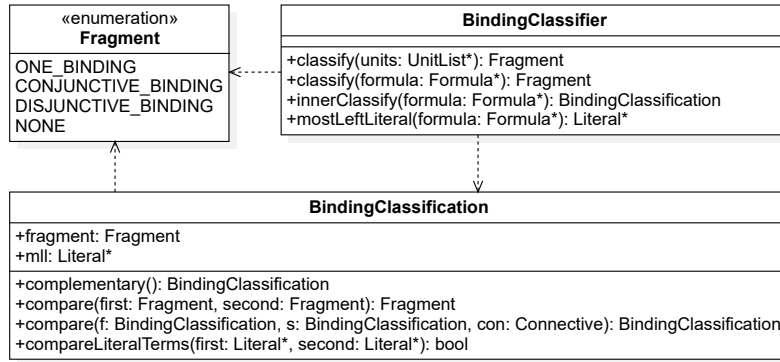 «enumeration»
Fragment
ONE_BINDING
CONJUNCTIVE_BINDING
DISJUNCTIVE_BINDING
NONE
BindingClassifier
+classify(units: UnitList*): Fragment
+classify(formula: Formula*): Fragment
+innerClassify(formula: Formula*): BindingClassification
+mostLeftLiteral(formula: Formula*): Literal*
BindingClassification
+fragment: Fragment
+mll: Literal*
+complementary(): BindingClassification
+compare(first: Fragment, second: Fragment): Fragment
+compare(f: BindingClassification, s: BindingClassification, con: Connective): BindingClassification
+compareLiteralTerms(first: Literal*, second: Literal*): bool